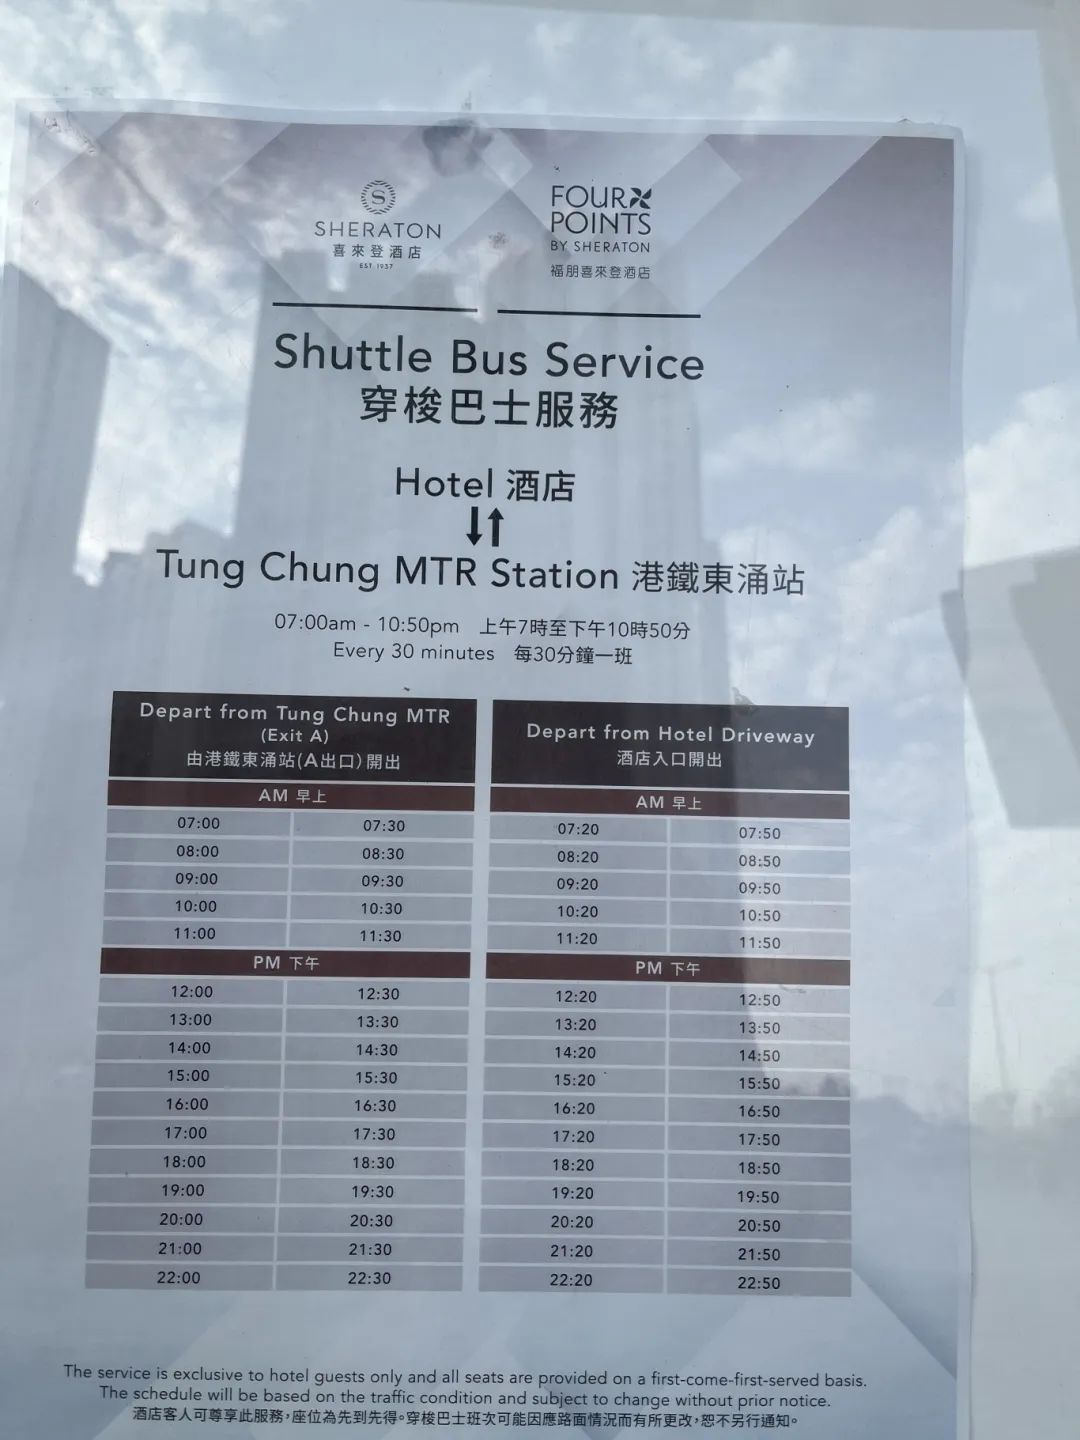 SHERATON
喜來登酒店
EST 1937
FOUR POINTS
BY SHERATON
福朋喜來登酒店
Shuttle Bus Service
穿梭巴士服務
Hotel 酒店
Tung Chung MTR Station 港鐵東涌站
07:00am - 10:50pm 上午7時至下午10時50分
Every 30 minutes 每30分鐘一班
Depart from Tung Chung MTR
(Exit A)
由港鐵東涌站(A出口)開出
AM 早上
07:00 07:30
08:00 08:30
09:00 09:30
10:00 10:30
11:00 11:30
PM 下午
12:00 12:30
13:00 13:30
14:00 14:30
15:00 15:30
16:00 16:30
17:00 17:30
18:00 18:30
19:00 19:30
20:00 20:30
21:00 21:30
22:00 22:30
Depart from Hotel Driveway
酒店入口開出
AM 早上
07:20 07:50
08:20 08:50
09:20 09:50
10:20 10:50
11:20 11:50
PM 下午
12:20 12:50
13:20 13:50
14:20 14:50
15:20 15:50
16:20 16:50
17:20 17:50
18:20 18:50
19:20 19:50
20:20 20:50
21:20 21:50
22:20 22:50
The service is exclusive to hotel guests only and all seats are provided on a first-come-first-served basis.
The schedule will be based on the traffic condition and subject to change without prior notice.
酒店客人可尊享此服務，座位為先到先得。穿梭巴士班次可能因應路面情況而有所更改，恕不另行通知。